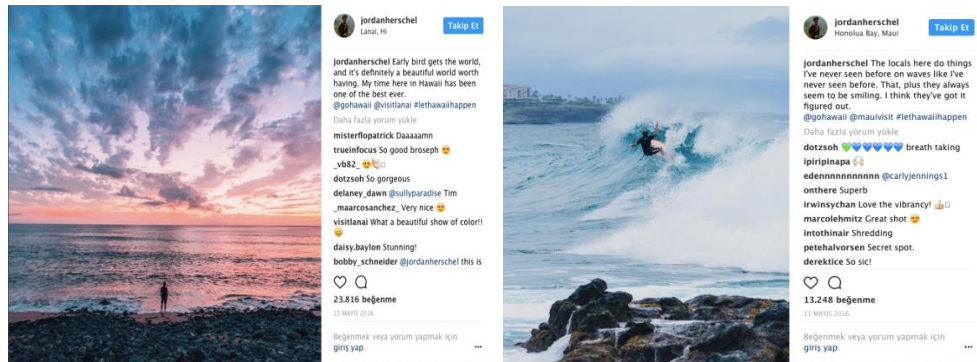 jordanherschel
Lanai, Hi
Takip Et
jordanherschel Early bird gets the world,
and it's definitely a beautiful world worth
having. My time here in Hawaii has been
one of the best ever.
@gohawaii @visitlanai #lethawaiihappen
Daha fazla yorum yükle
misterflopatrick Daaaaamn
trueinfocus So good broseph 😍
_vb82_ 😍👏
dotzsoh So gorgeous
delaney_dawn @sullyparadise Tim
_maarcosanchez_ Very nice 😍
visitlanai What a beautiful show of color!!
😄
daisy.baylon Stunning!
bobby_schneider @jordanherschel this is
23.816 beğenme
25 MAYIS 2016
Beğenmek veya yorum yapmak için
giriş yap.
jordanherschel
Honolua Bay, Maui
Takip Et
jordanherschel The locals here do things
I've never seen before on waves like I've
never seen before. That, plus they always
seem to be smiling. I think they've got it
figured out.
@gohawaii @mauivisit #lethawaiihappen
Daha fazla yorum yükle
dotzsoh 💚💙💙💙💙💙 breath taking
ipiripinapa 🙌
edennnnnnnnnnn @carlyjennings1
onthere Superb
irwinsychan Love the vibrancy! 👍
marcolehmitz Great shot 😍
intothinair Shredding
petehalvorsen Secret spot.
derektice So sic!
13.248 beğenme
11 MAYIS 2016
Beğenmek veya yorum yapmak için
giriş yap.